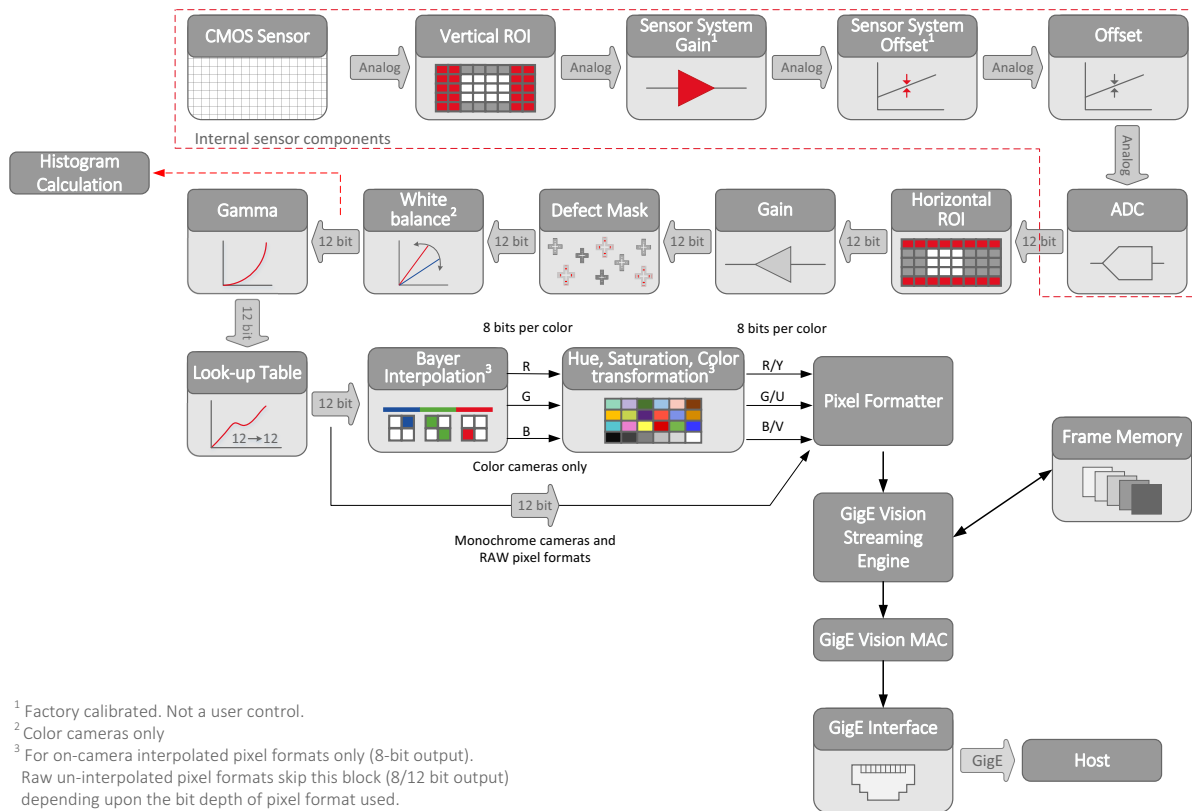 CMOS Sensor
Analog
Vertical ROI
Analog
Sensor System
Gain1
Analog
Sensor System
Offset1
Analog
Offset
Internal sensor components
Analog
Histogram
Calculation
ADC
12 bit
Horizontal
ROI
12 bit
Gain
12 bit
Defect Mask
12 bit
White
balance2
12 bit
Gamma
12 bit
Look-up Table
12→12
12 bit
8 bits per color
8 bits per color
Bayer
Interpolation3
R
G
B
Hue, Saturation, Color
transformation3
R/Y
G/U
B/V
Pixel Formatter
Color cameras only
12 bit
Monochrome cameras and
RAW pixel formats
Frame Memory
GigE Vision
Streaming
Engine
GigE Vision MAC
GigE Interface
GigE
Host
1 Factory calibrated. Not a user control.
2 Color cameras only
3 For on-camera interpolated pixel formats only (8-bit output).
Raw un-interpolated pixel formats skip this block (8/12 bit output)
depending upon the bit depth of pixel format used.